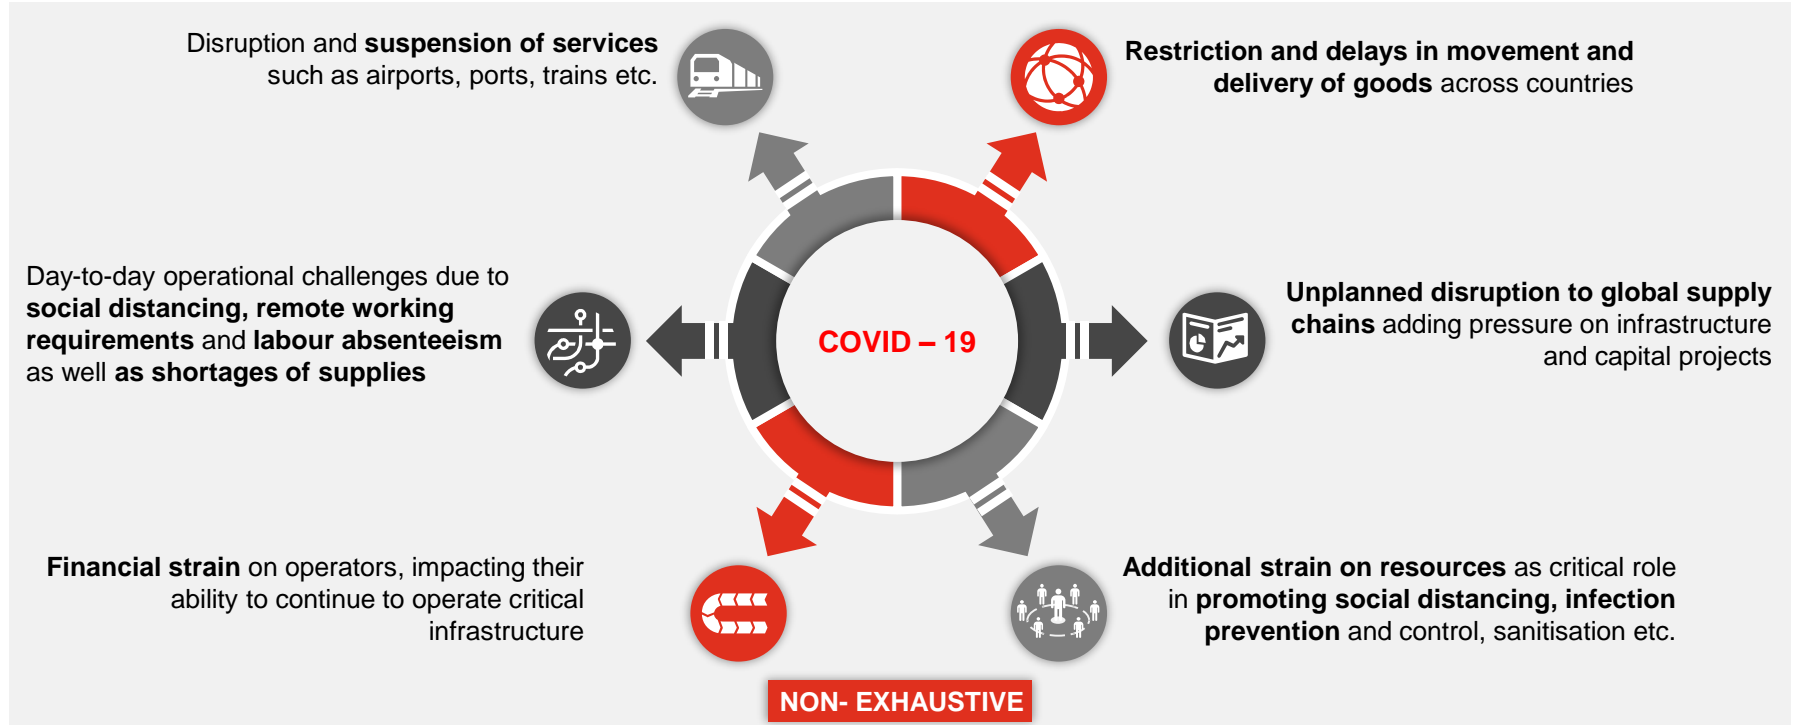 Disruption and suspension of services
such as airports, ports, trains etc.
Restriction and delays in movement and
delivery of goods across countries
Day-to-day operational challenges due to
social distancing, remote working
requirements and labour absenteeism
as well as shortages of supplies
COVID – 19
Unplanned disruption to global supply
chains adding pressure on infrastructure
and capital projects
Financial strain on operators, impacting their
ability to continue to operate critical
infrastructure
Additional strain on resources as critical role
in promoting social distancing, infection
prevention and control, sanitisation etc.
NON- EXHAUSTIVE